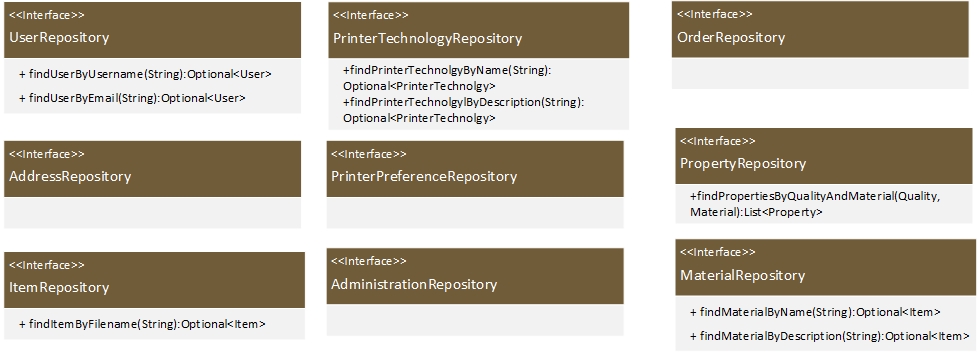 <<Interface>>
UserRepository
+ findUserByUsername(String):Optional<User>
+ findUserByEmail(String):Optional<User>
<<Interface>>
PrinterTechnologyRepository
+findPrinterTechnolgyByName(String):
Optional<PrinterTechnolgy>
+findPrinterTechnolgylByDescription(String):
Optional<PrinterTechnolgy>
<<Interface>>
OrderRepository
<<Interface>>
AddressRepository
<<Interface>>
PrinterPreferenceRepository
<<Interface>>
PropertyRepository
+findPropertiesByQualityAndMaterial(Quality,
Material):List<Property>
<<Interface>>
ItemRepository
+ findItemByFilename(String):Optional<Item>
<<Interface>>
AdministrationRepository
<<Interface>>
MaterialRepository
+ findMaterialByName(String):Optional<Item>
+ findMaterialByDescription(String):Optional<Item>